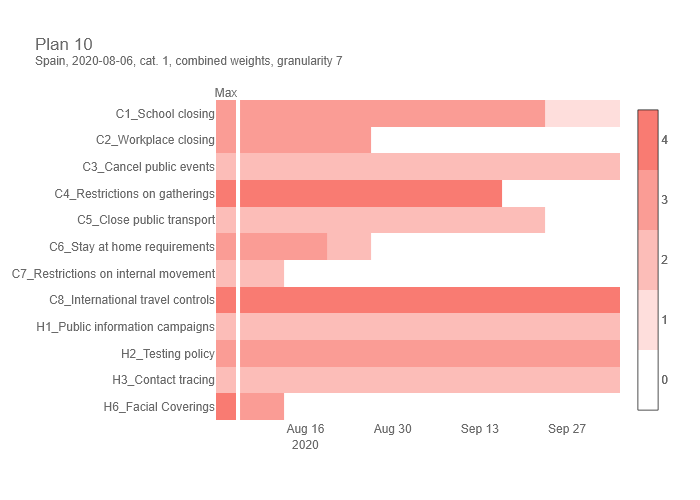 Plan 10
Spain, 2020-08-06, cat. 1, combined weights, granularity 7
Max
C1_School closing
C2_Workplace closing
C3_Cancel public events
C4_Restrictions on gatherings
C5_Close public transport
C6_Stay at home requirements
C7_Restrictions on internal movement
C8_International travel controls
H1_Public information campaigns
H2_Testing policy
H3_Contact tracing
H6_Facial Coverings
4
3
2
1
0
Aug 16 Aug 30 Sep 13 Sep 27
2020